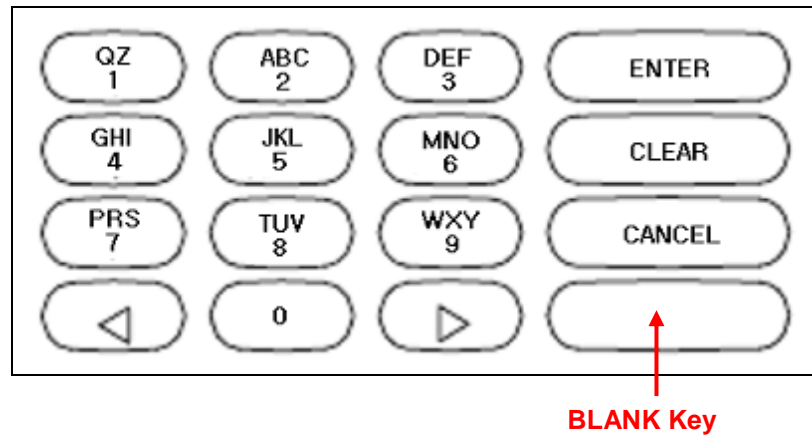 QZ ABC DEF ENTER
1 2 3
GHI JKL MNO CLEAR
4 5 6
PRS TUV WXY CANCEL
7 8 9
0
BLANK Key